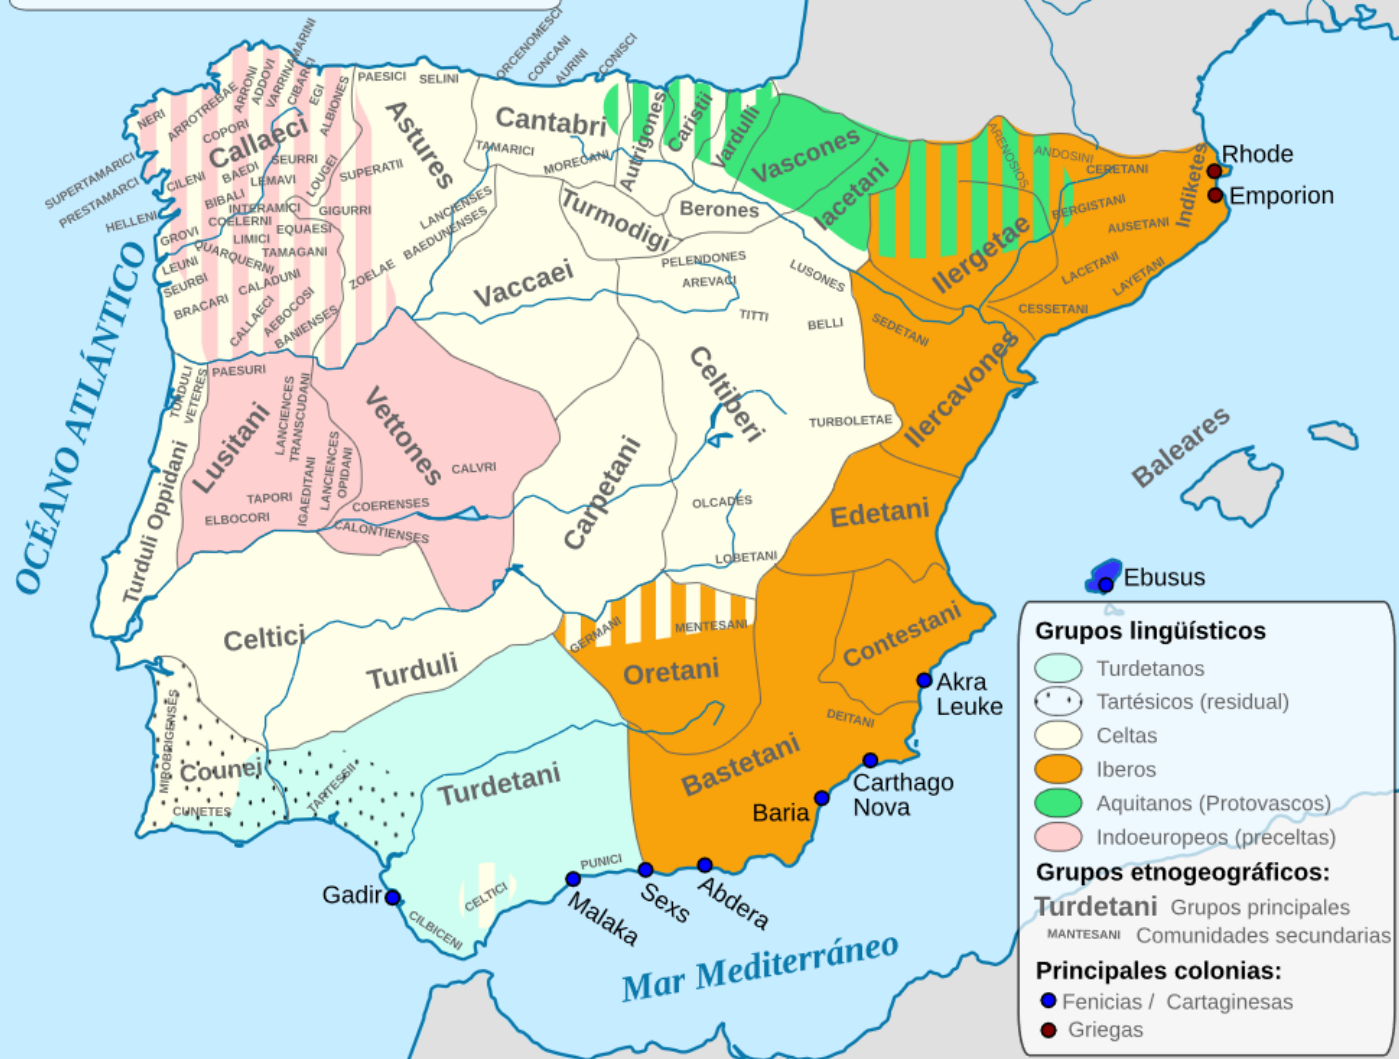 ORCENOMESCI
CONCANI
AURINI
CONISCI
NERI
ARROTREBAE
ARRONI
ADDOVI
VARRINAMARINI
CIBARCI
EGI
ALBIONES
PAESICI
SELINI
Astures
Cantabri
TAMARICI
MORECANI
Autrigones
Caristii
Vardulli
Vascones
Iacetani
ARENOSIOS
ANDOSINI
CERETANI
BERGISTANI
AUSETANI
Indiketes
Rhode
Emporion
COPORI
Callaeci
SUPERTAMARICI
PRESTAMARCI
HELLENI
CILENI
BAEDI
SEURRI
LEMAVI
LOUGEI
SUPERATII
BIBALI
INTERAMICI
GIGURRI
COELERNI
EQUAESI
GROVI
LIMICI
TAMAGANI
LEUNI
QUARQUERNI
SEURBI
CALADUNI
BRACARI
CALLAECI
AEBOCOSI
BANIENSES
ZOELAE
LANCIENSES
BAEDUNENSES
Turmodigi
Berones
Vaccaei
PELENDONES
AREVACI
LUSONES
TITTI
BELLI
Ilergetae
LACETANI
LAYETANI
CESSETANI
SEDETANI
Ilercavones
OCÉANO ATLÁNTICO
TURDULI
VETERES
PAESURI
Lusitani
LANCIENCES
TRANSCUDANI
LANCIENCES
OPIDANI
IGAEDITANI
TAPORI
ELBOCORI
Vettones
CALVRI
COERENSES
CALONTIENSES
Turduli Oppidani
Celtiberi
TURBOLETAE
Carpetani
OLCADES
LOBETANI
Edetani
Baleares
Ebusus
Celtici
Turduli
GERMANI
MENTESANI
Oretani
Contestani
DEITANI
Akra
Leuke
Bastetani
Carthago
Nova
Baria
MIROBRIGENSES
Counei
CUNETES
TARTESSII
Turdetani
PUNICI
CELTICI
CILBICENI
Gadir
Malaka
Sexs
Abdera
Mar Mediterráneo
Grupos lingüísticos
Turdetanos
Tartésicos (residual)
Celtas
Iberos
Aquitanos (Protovascos)
Indoeuropeos (preceltas)
Grupos etnogeográficos:
Turdetani Grupos principales
MANTESANI Comunidades secundarias
Principales colonias:
Fenicias / Cartaginesas
Griegas